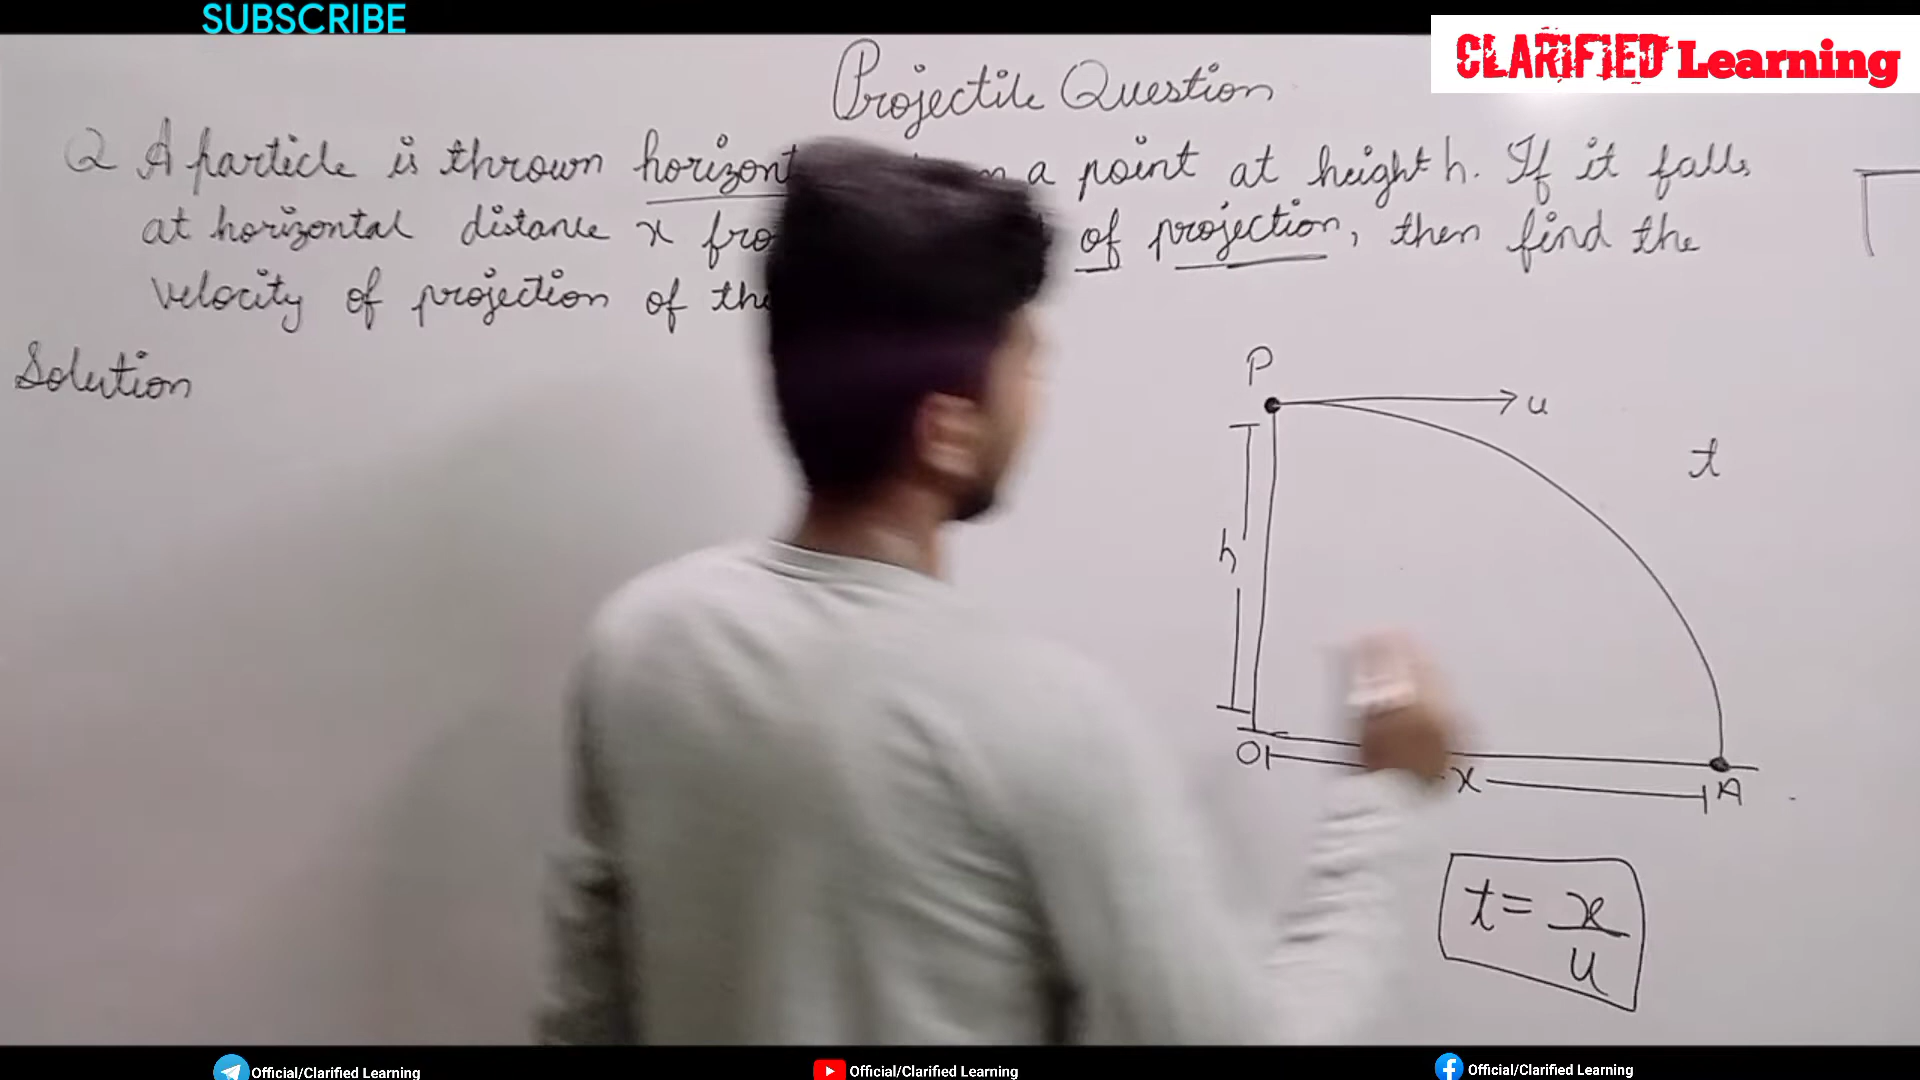 SUBSCRIBE
CLARIFIED Learning
Projectile Question
Q A particle is thrown horizont a point at height h. If it falls
at horizontal distance x fro of projection, then find the
velocity of projection of the
Solution
P
u
t
h
O
x
A
t = x/u
Official/Clarified Learning
Official/Clarified Learning
Official/Clarified Learning